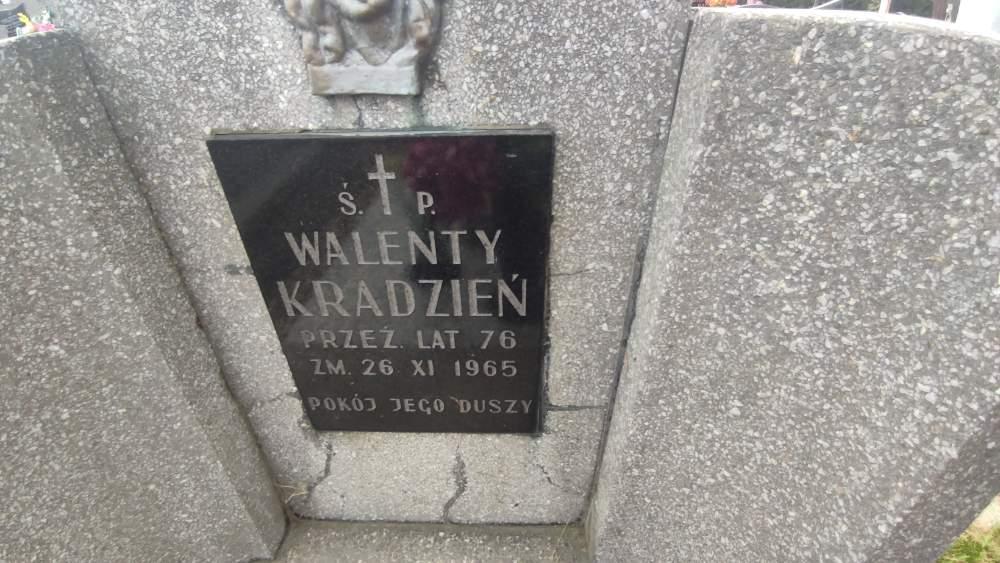 Ś. P.
WALENTY
KRADZIEŃ
PRZEŻ. LAT 76
ZM. 26 XI 1965
POKÓJ JEGO DUSZY